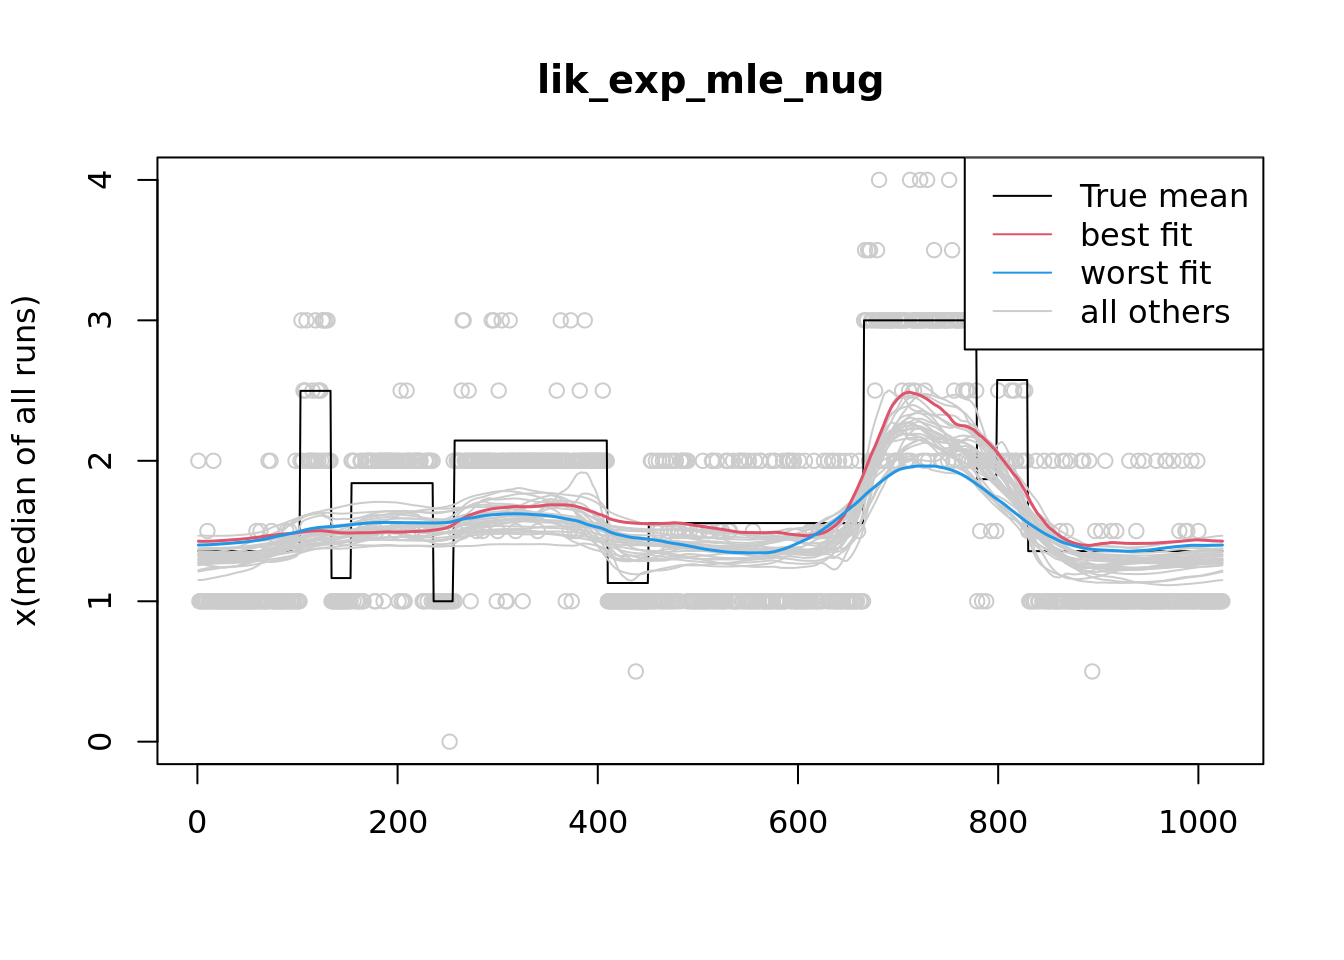 lik_exp_mle_nug
x(median of all runs)
4
3
2
1
0
True mean
best fit
worst fit
all others
0 200 400 600 800 1000